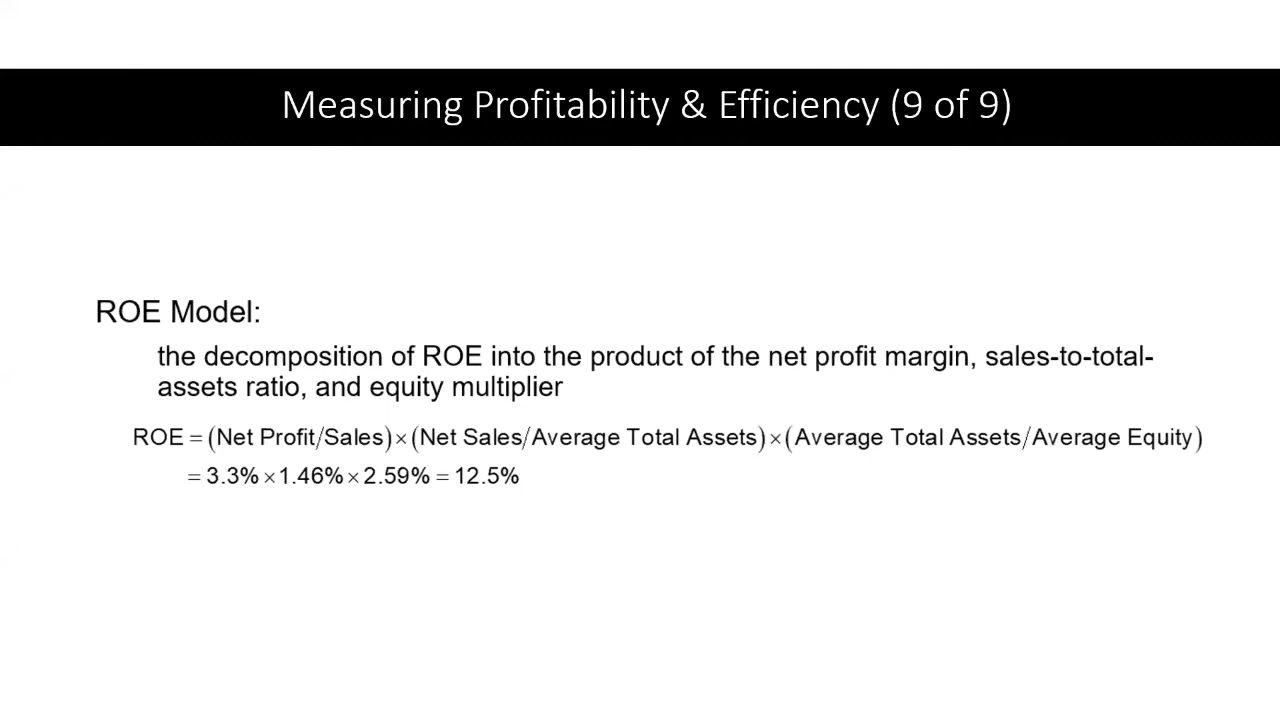 Measuring Profitability & Efficiency (9 of 9)
ROE Model:
the decomposition of ROE into the product of the net profit margin, sales-to-total-
assets ratio, and equity multiplier
ROE = (Net Profit/Sales)×(Net Sales/Average Total Assets)×(Average Total Assets/Average Equity)
= 3.3% × 1.46% × 2.59% = 12.5%